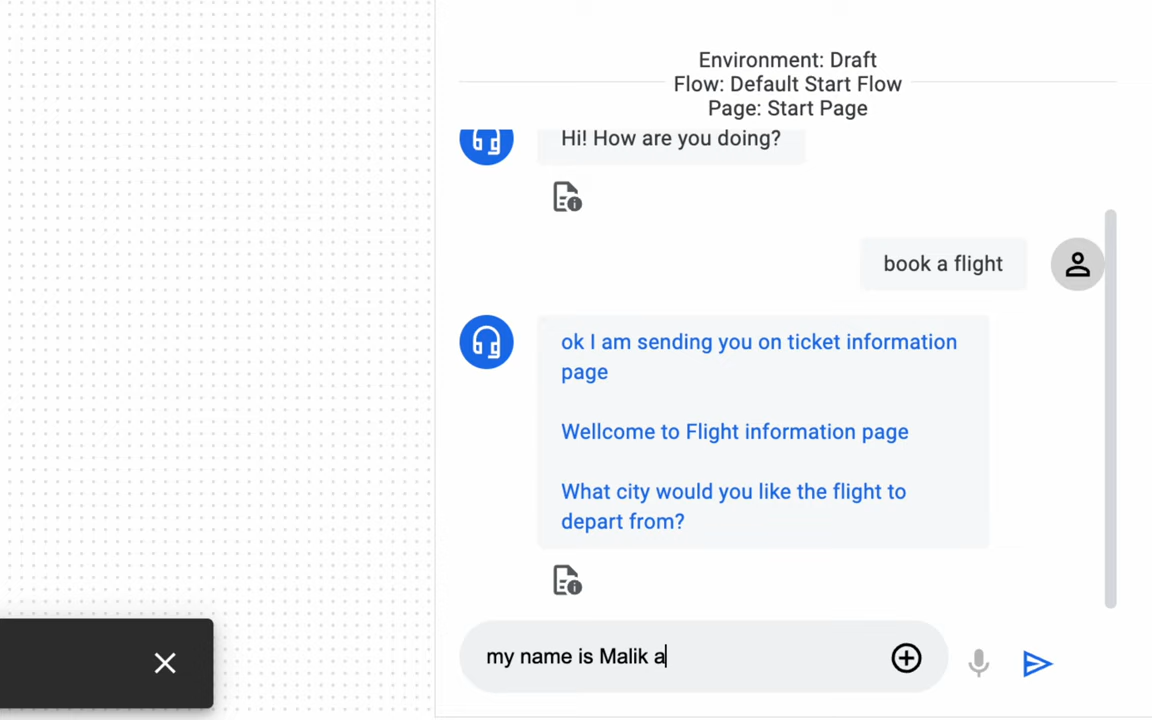 Environment: Draft
Flow: Default Start Flow
Page: Start Page
Hi! How are you doing?
book a flight
ok I am sending you on ticket information
page
Wellcome to Flight information page
What city would you like the flight to
depart from?
my name is Malik a